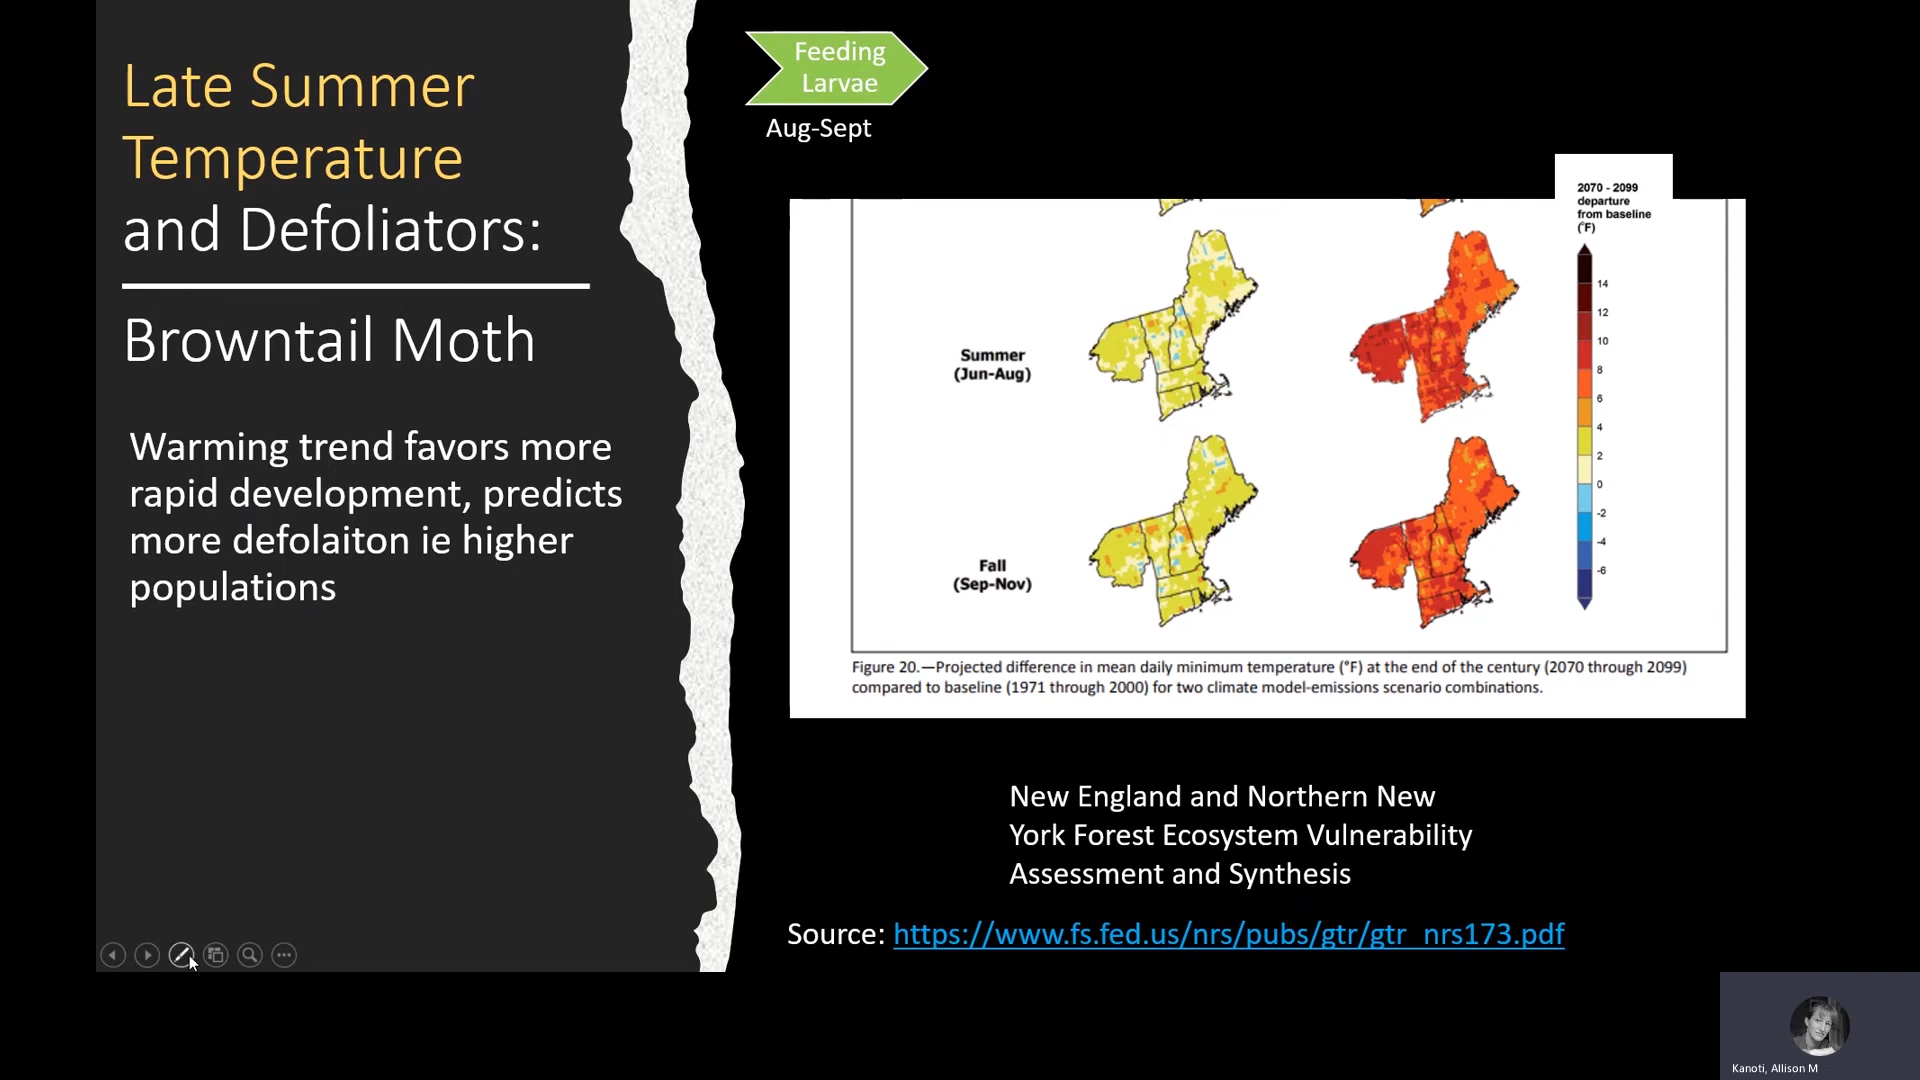 Late Summer
Temperature
and Defoliators:
Browntail Moth
Warming trend favors more
rapid development, predicts
more defolaiton ie higher
populations
Feeding
Larvae
Aug-Sept
2070 - 2099
departure
from baseline
(°F)
14
12
10
8
6
4
2
0
-2
-4
-6
Summer
(Jun-Aug)
Fall
(Sep-Nov)
Figure 20.—Projected difference in mean daily minimum temperature (°F) at the end of the century (2070 through 2099)
compared to baseline (1971 through 2000) for two climate model-emissions scenario combinations.
New England and Northern New
York Forest Ecosystem Vulnerability
Assessment and Synthesis
Source: https://www.fs.fed.us/nrs/pubs/gtr/gtr_nrs173.pdf
Kanoti, Allison M